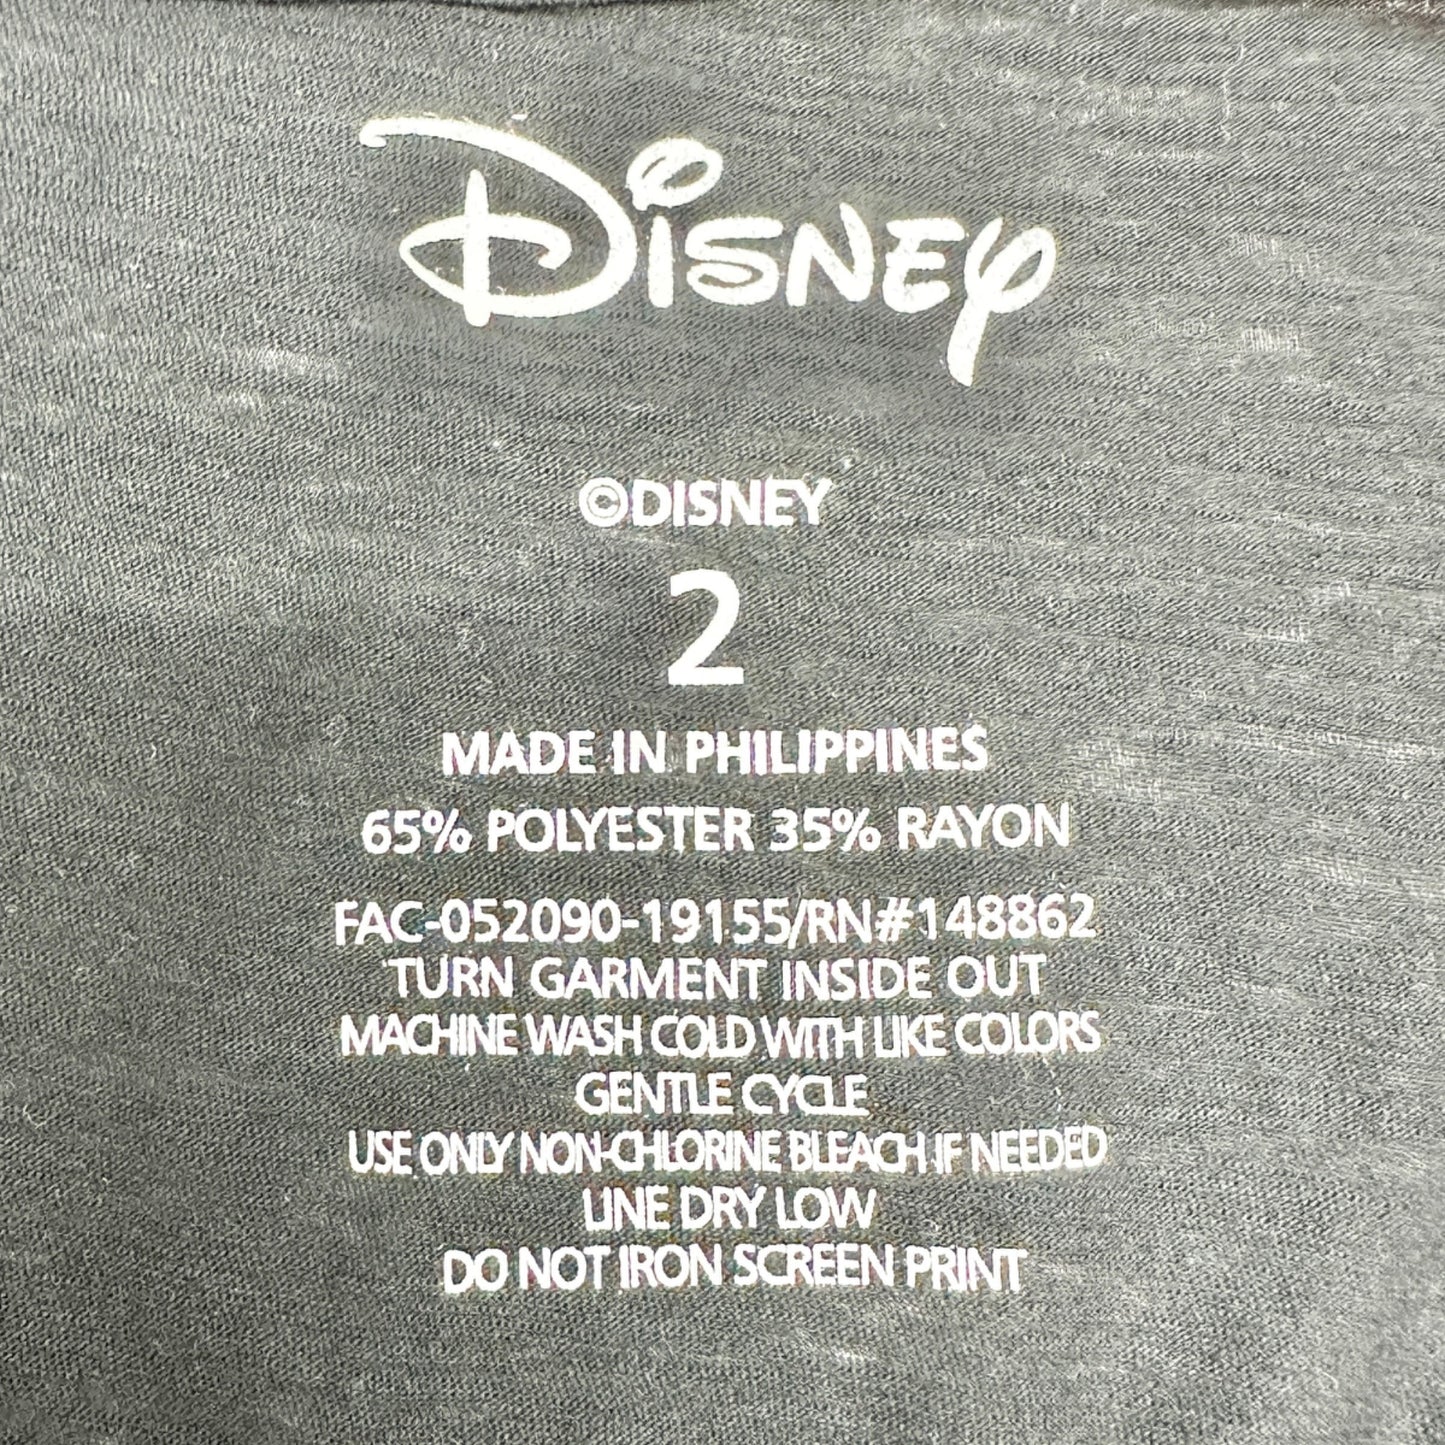 Disney
©DISNEY
2
MADE IN PHILIPPINES
65% POLYESTER 35% RAYON
FAC-052090-19155/RN#148862
TURN GARMENT INSIDE OUT
MACHINE WASH COLD WITH LIKE COLORS
GENTLE CYCLE
USE ONLY NON-CHLORINE BLEACH IF NEEDED
LINE DRY LOW
DO NOT IRON SCREEN PRINT